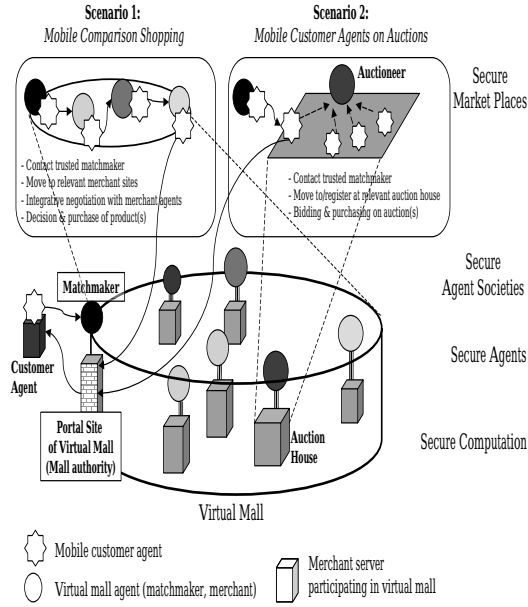 Scenario 1:
Mobile Comparison Shopping
Scenario 2:
Mobile Customer Agents on Auctions
Auctioneer
Secure
Market Places
- Contact trusted matchmaker
- Move to relevant merchant sites
- Integrative negotiation with merchant agents
- Decision & purchase of product(s)
- Contact trusted matchmaker
- Move to/register at relevant auction house
- Bidding & purchasing on auction(s)
Secure
Agent Societies
Matchmaker
Secure Agents
Customer
Agent
Portal Site
of Virtual Mall
(Mall authority)
Auction
House
Secure Computation
Virtual Mall
Mobile customer agent
Virtual mall agent (matchmaker, merchant)
Merchant server
participating in virtual mall